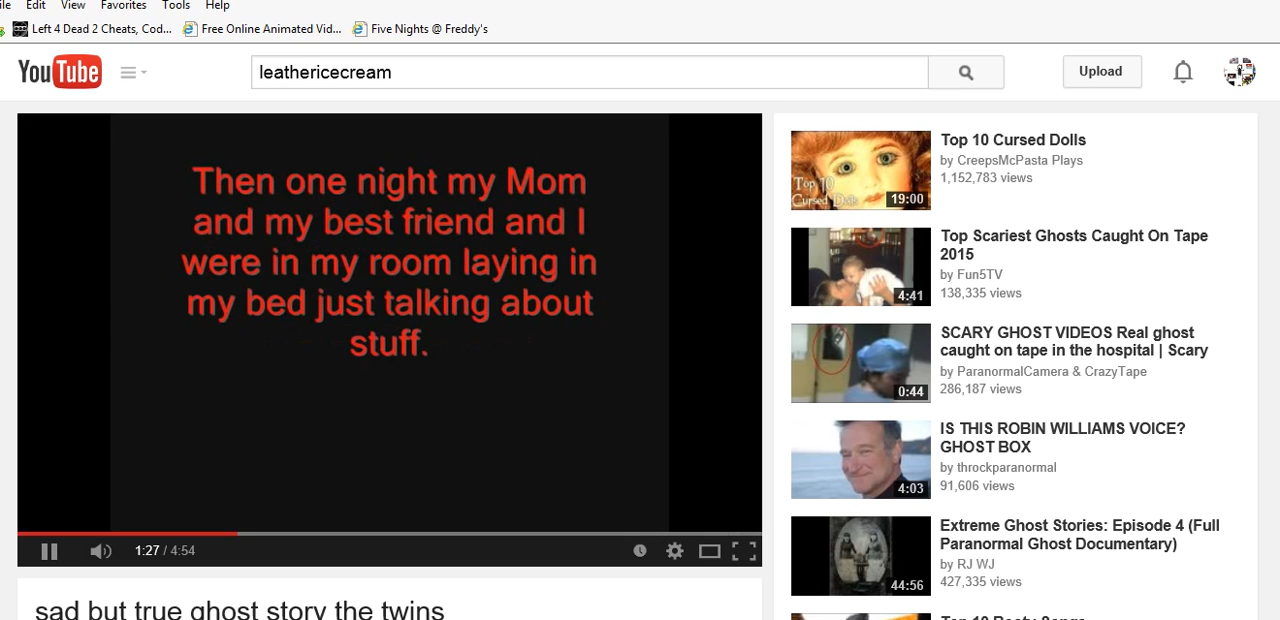 ile Edit View Favorites Tools Help
Left 4 Dead 2 Cheats, Cod... Free Online Animated Vid... Five Nights @ Freddy's
YouTube leathericecream Upload
Then one night my Mom
and my best friend and I
were in my room laying in
my bed just talking about
stuff.
1:27 / 4:54
sad but true ghost story the twins
Top 10
Cursed Dolls
19:00
Top 10 Cursed Dolls
by CreepsMcPasta Plays
1,152,783 views
4:41
Top Scariest Ghosts Caught On Tape
2015
by Fun5TV
138,335 views
0:44
SCARY GHOST VIDEOS Real ghost
caught on tape in the hospital | Scary
by ParanormalCamera & CrazyTape
286,187 views
4:03
IS THIS ROBIN WILLIAMS VOICE?
GHOST BOX
by throckparanormal
91,606 views
44:56
Extreme Ghost Stories: Episode 4 (Full
Paranormal Ghost Documentary)
by RJ WJ
427,335 views